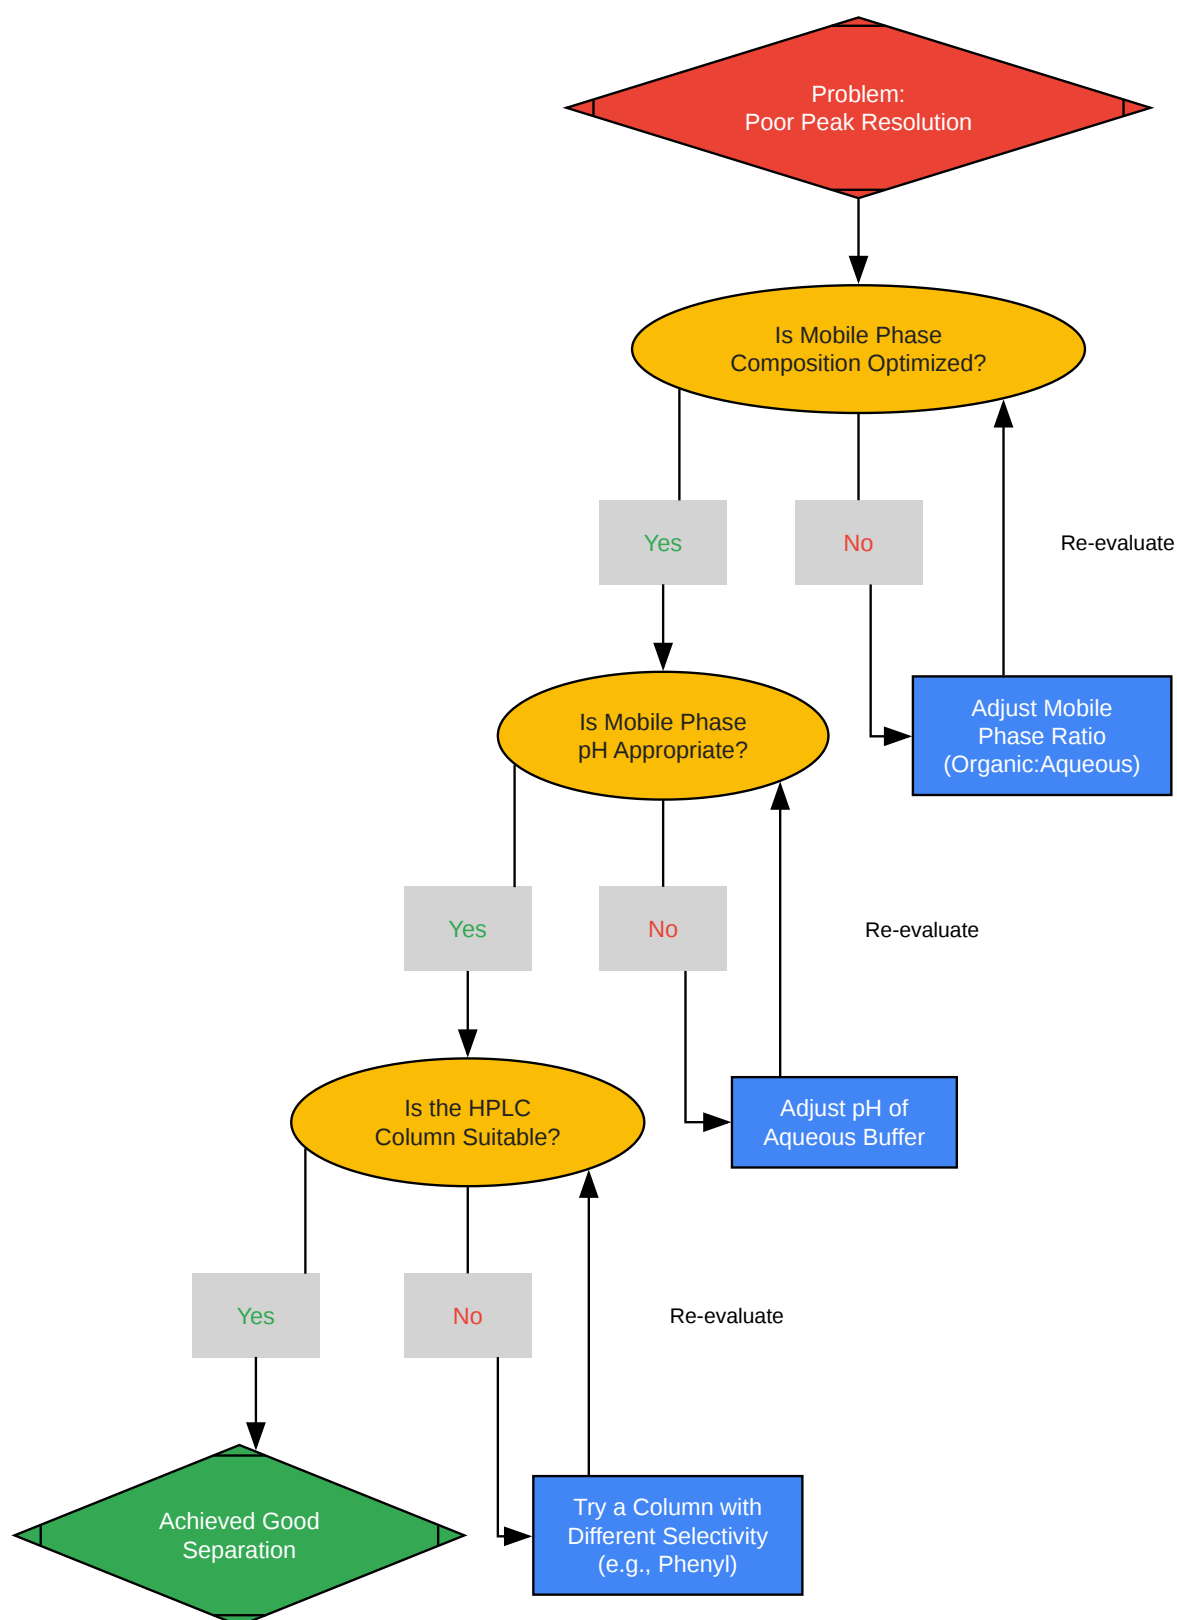 Problem:
Poor Peak Resolution
Is Mobile Phase
Composition Optimized?
Yes
No
Re-evaluate
Adjust Mobile
Phase Ratio
(Organic:Aqueous)
Is Mobile Phase
pH Appropriate?
Yes
No
Re-evaluate
Adjust pH of
Aqueous Buffer
Is the HPLC
Column Suitable?
Yes
No
Re-evaluate
Try a Column with
Different Selectivity
(e.g., Phenyl)
Achieved Good
Separation